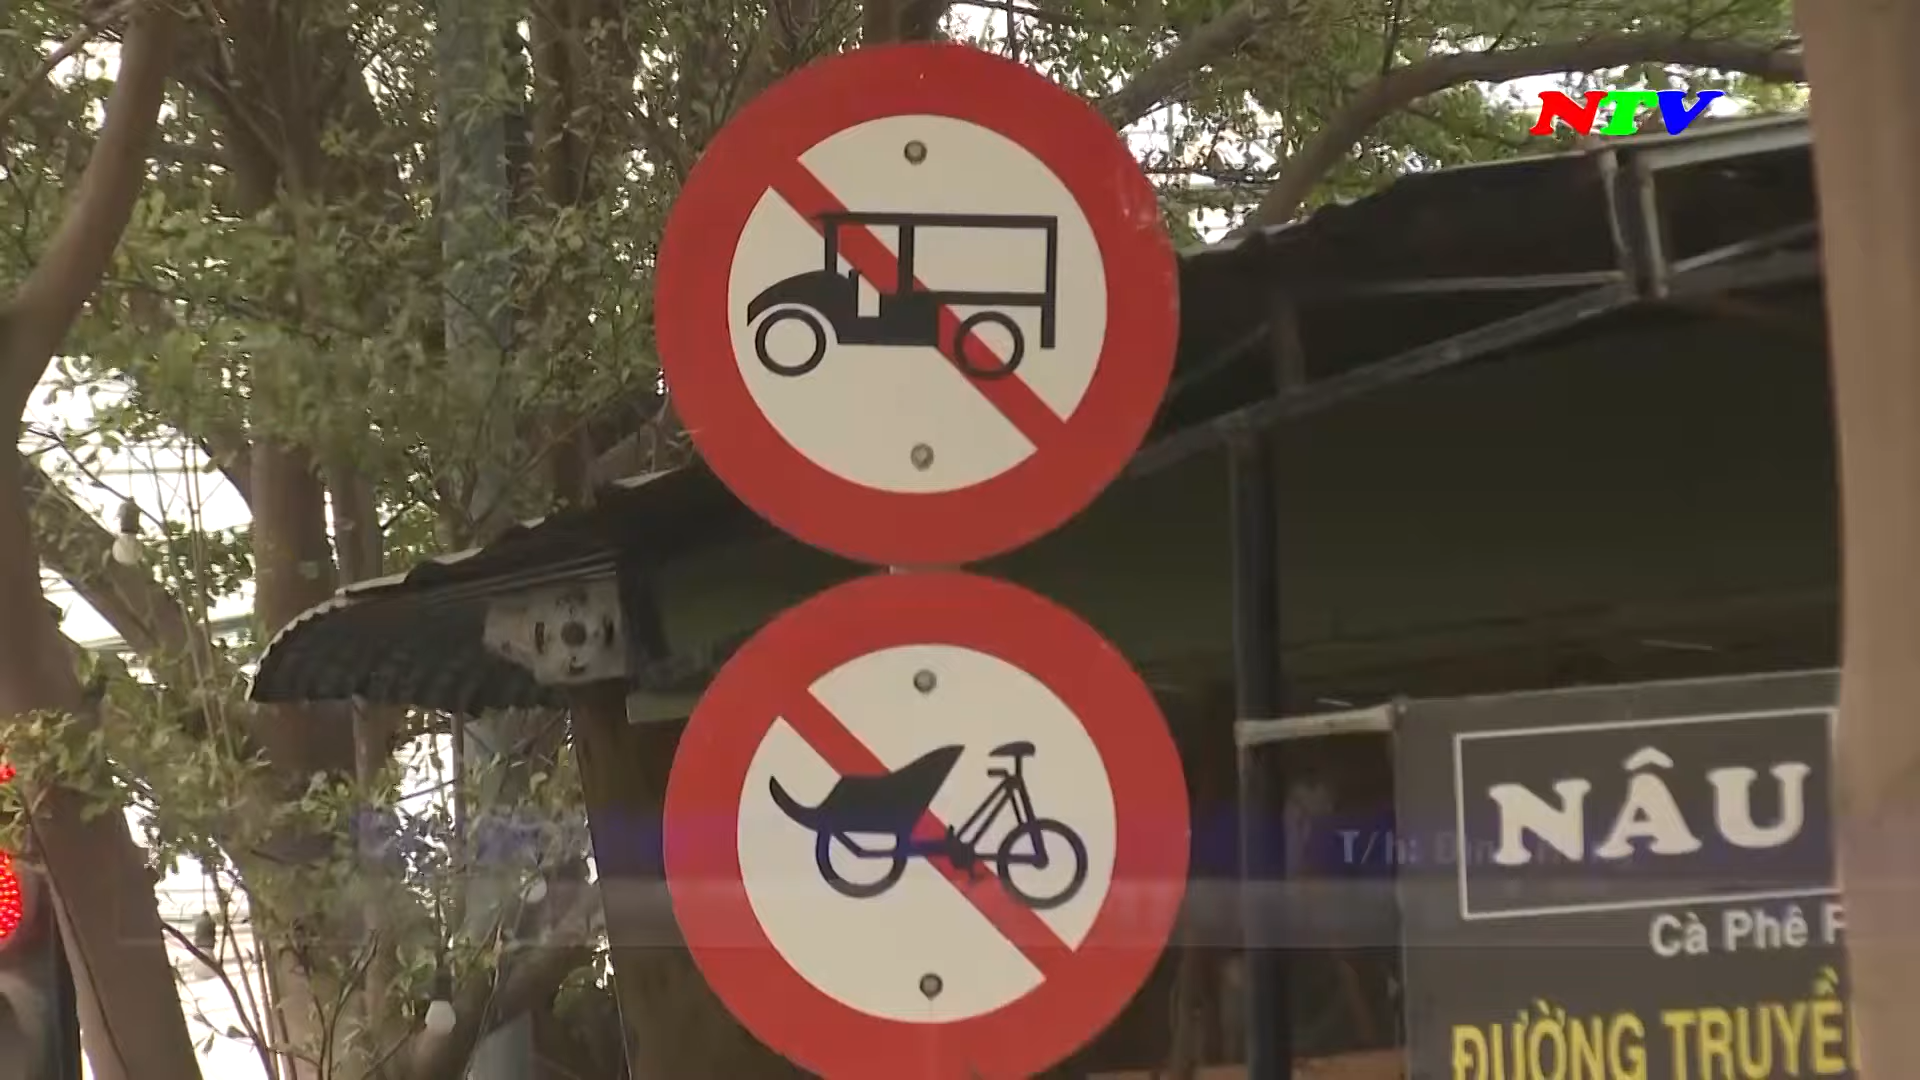 NTV
T/h:
NÂU
Cà Phê
ĐƯỜNG TRUYỀ